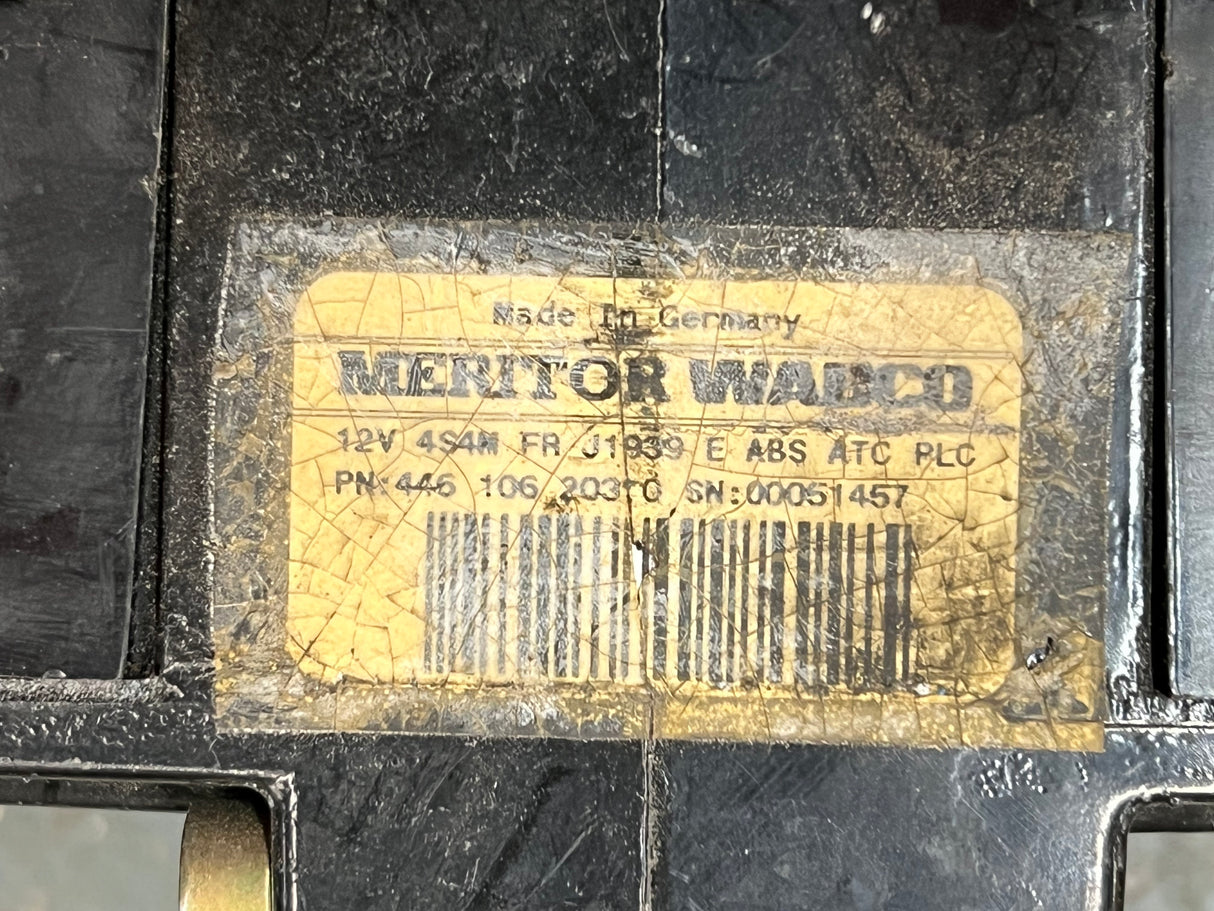 Made In Germany
MERITOR WABCO
12V 4S4M FR J1939 E ABS ATC PLC
PN:446 106 203 0 SN:00051457